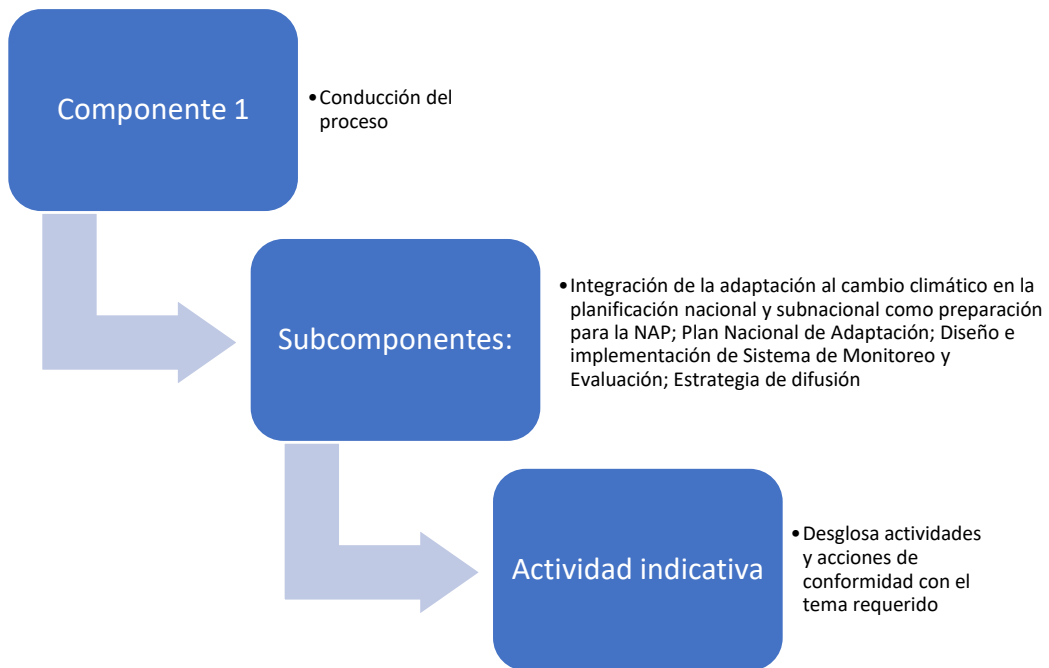 Componente 1
•Conducción del
proceso
Subcomponentes:
•Integración de la adaptación al cambio climático en la
planificación nacional y subnacional como preparación
para la NAP; Plan Nacional de Adaptación; Diseño e
implementación de Sistema de Monitoreo y
Evaluación; Estrategia de difusión
Actividad indicativa
•Desglosa actividades
y acciones de
conformidad con el
tema requerido